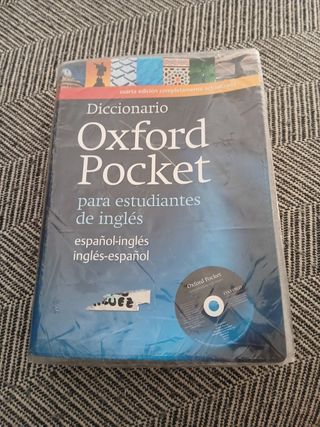 cuarta edición completamente actualizada
Diccionario
Oxford
Pocket
para estudiantes
de inglés
español-inglés
inglés-español
Oxford Pocket